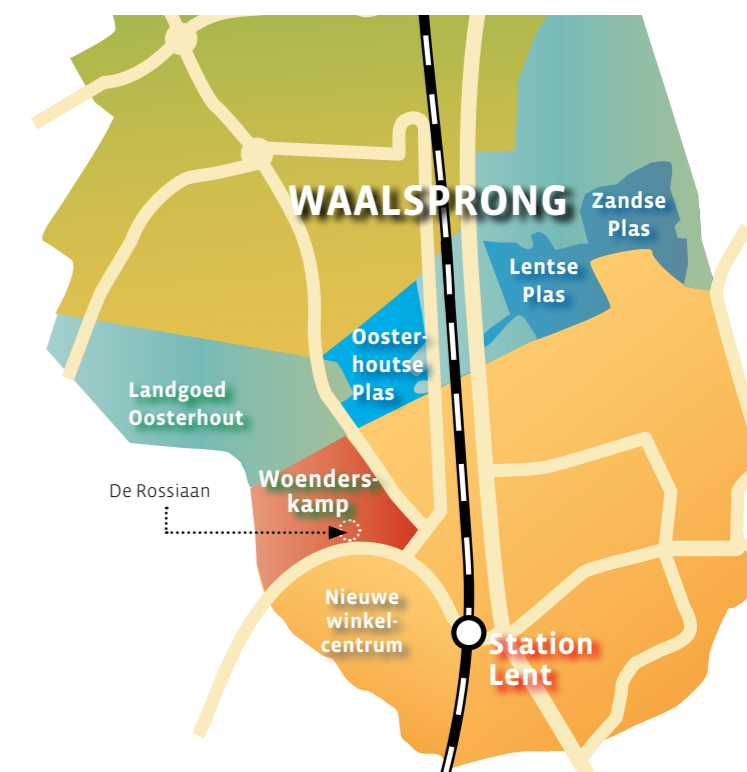 WAALSPRONG
Zandse
Plas
Lentse
Plas
Ooster-
houtse
Plas
Landgoed
Oosterhout
Woenders-
kamp
De Rossiaan
Nieuwe
winkel-
centrum
Station
Lent